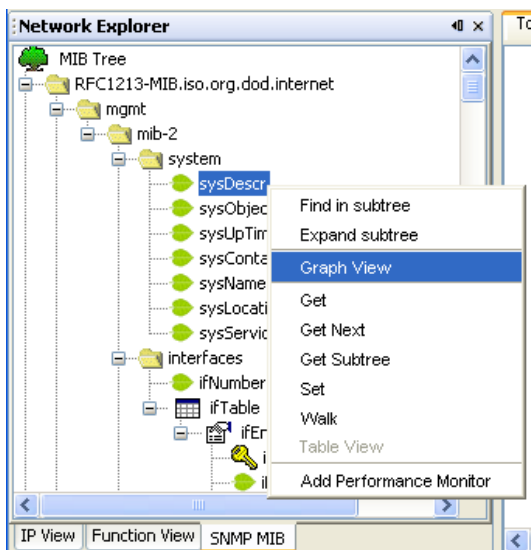 Network Explorer
To
MIB Tree
RFC1213-MIB.iso.org.dod.internet
mgmt
mib-2
system
sysDescr
sysObjec
sysUpTim
sysConta
sysName
sysLocati
sysServic
interfaces
ifNumber
ifTable
ifEn
Find in subtree
Expand subtree
Graph View
Get
Get Next
Get Subtree
Set
Walk
Table View
Add Performance Monitor
IP View
Function View
SNMP MIB